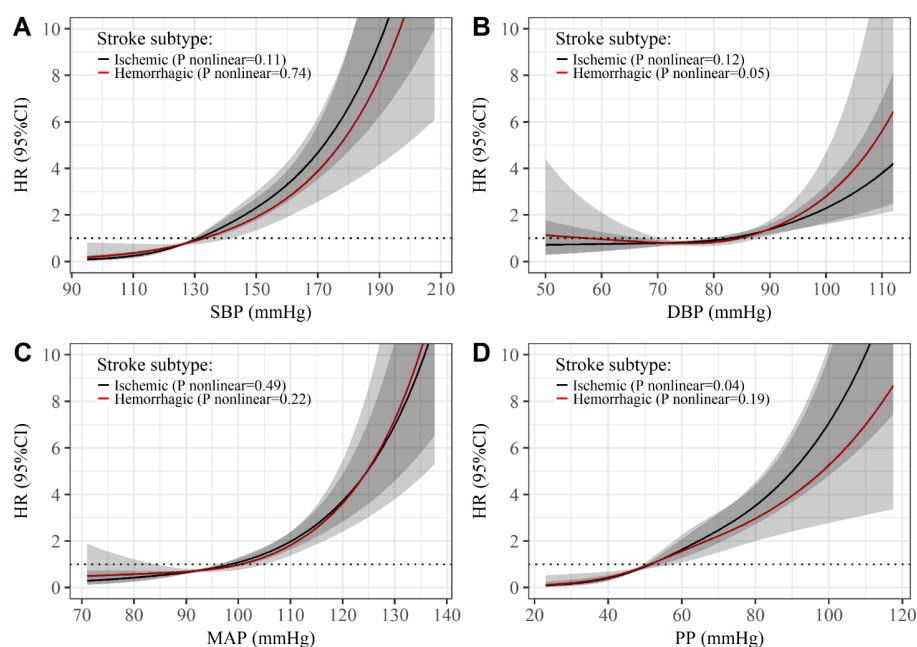 A
Stroke subtype:
Ischemic (P nonlinear=0.11)
Hemorrhagic (P nonlinear=0.74)
HR (95%CI)
10
8
6
4
2
0
90 110 130 150 170 190 210
SBP (mmHg)
B
Stroke subtype:
Ischemic (P nonlinear=0.12)
Hemorrhagic (P nonlinear=0.05)
HR (95%CI)
10
8
6
4
2
0
50 60 70 80 90 100 110
DBP (mmHg)
C
Stroke subtype:
Ischemic (P nonlinear=0.49)
Hemorrhagic (P nonlinear=0.22)
HR (95%CI)
10
8
6
4
2
0
70 80 90 100 110 120 130 140
MAP (mmHg)
D
Stroke subtype:
Ischemic (P nonlinear=0.04)
Hemorrhagic (P nonlinear=0.19)
HR (95%CI)
10
8
6
4
2
0
20 40 60 80 100 120
PP (mmHg)